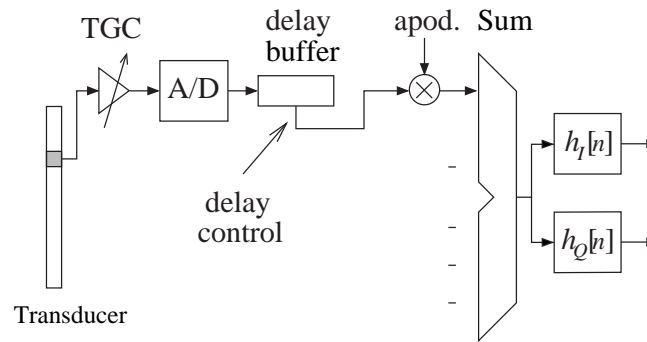 TGC
delay
buffer
apod.
Sum
A/D
h_I[n]
delay
control
h_Q[n]
Transducer